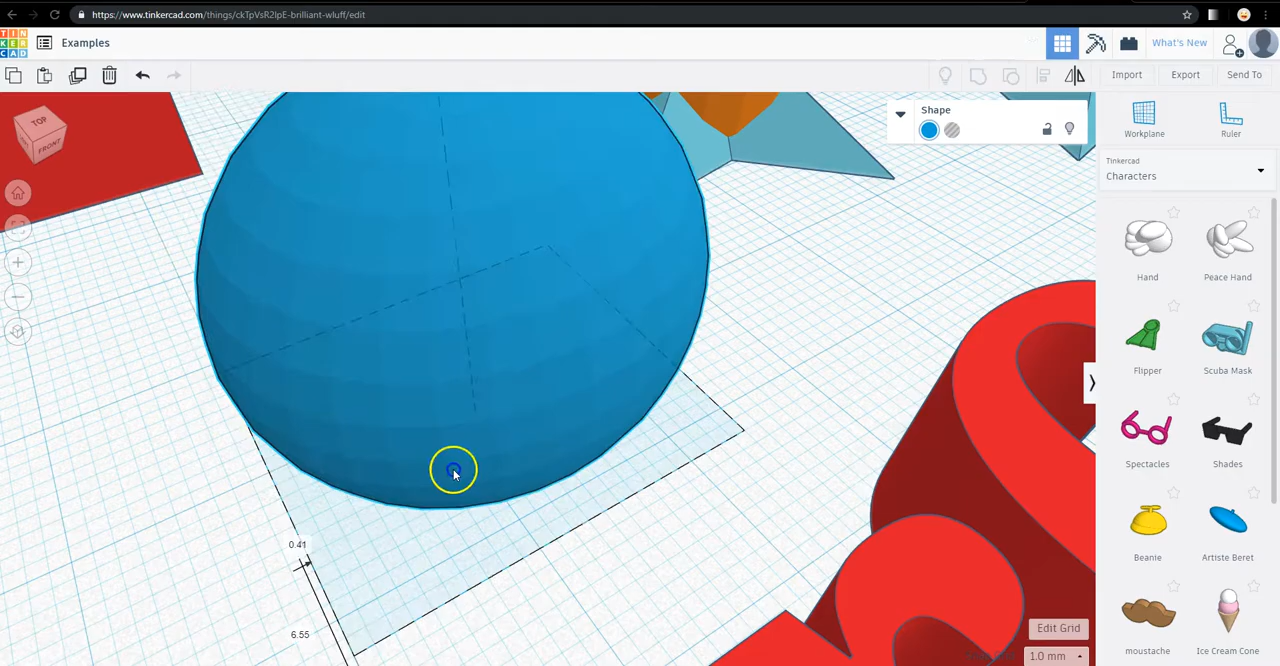 https://www.tinkercad.com/things/ckTpVsR2lpE-brilliant-wluff/edit
TIN
KER
CAD
Examples
What's New
Import
Export
Send To
TOP
FRONT
Shape
Workplane
Ruler
Tinkercad
Characters
Hand
Peace Hand
Flipper
Scuba Mask
Spectacles
Shades
Beanie
Artiste Beret
moustache
Ice Cream Cone
0.41
6.55
Edit Grid
1.0 mm